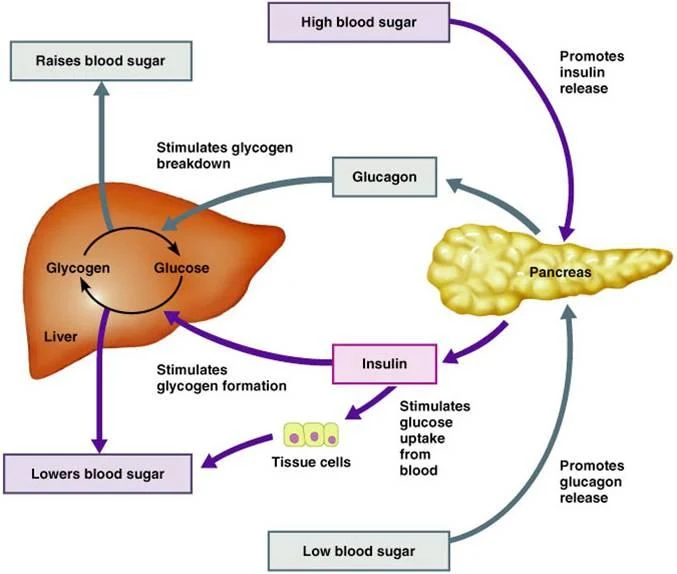 High blood sugar
Raises blood sugar
Promotes
insulin
release
Stimulates glycogen
breakdown
Glucagon
Glycogen
Glucose
Pancreas
Liver
Insulin
Stimulates
glycogen formation
Stimulates
glucose
uptake
from
blood
Tissue cells
Lowers blood sugar
Promotes
glucagon
release
Low blood sugar